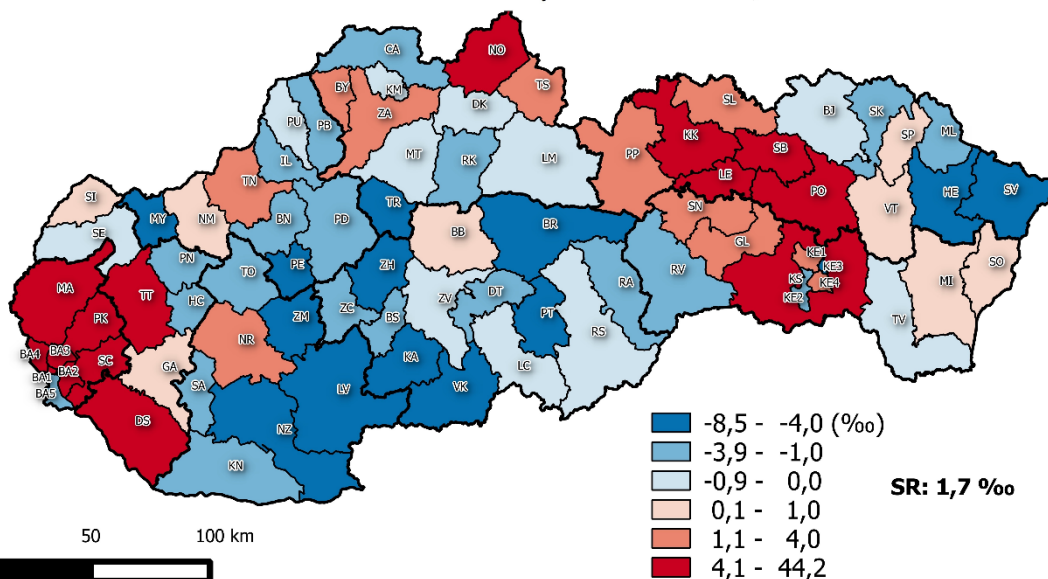 CA
NO
BY
KM
TS
ZA
DK
PU
PB
SL
BJ
SK
SP
ML
KK
IL
MT
RK
LM
PP
SB
LE
PO
TN
SI
NM
MY
BN
PD
TR
BB
BR
SN
GL
VT
HE
SV
SE
PN
TO
PE
ZH
KE1
KS
KE3
KE4
KE2
RV
RA
MI
SO
MA
TT
HC
ZM
ZC
BS
ZV
DT
PT
RS
TV
PK
NR
BA4
BA3
BA1
BA2
BA5
SC
GA
SA
LV
KA
VK
LC
DS
NZ
KN
-8,5 - -4,0 (‰)
-3,9 - -1,0
-0,9 - 0,0
0,1 - 1,0
1,1 - 4,0
4,1 - 44,2
SR: 1,7 ‰
50 100 km